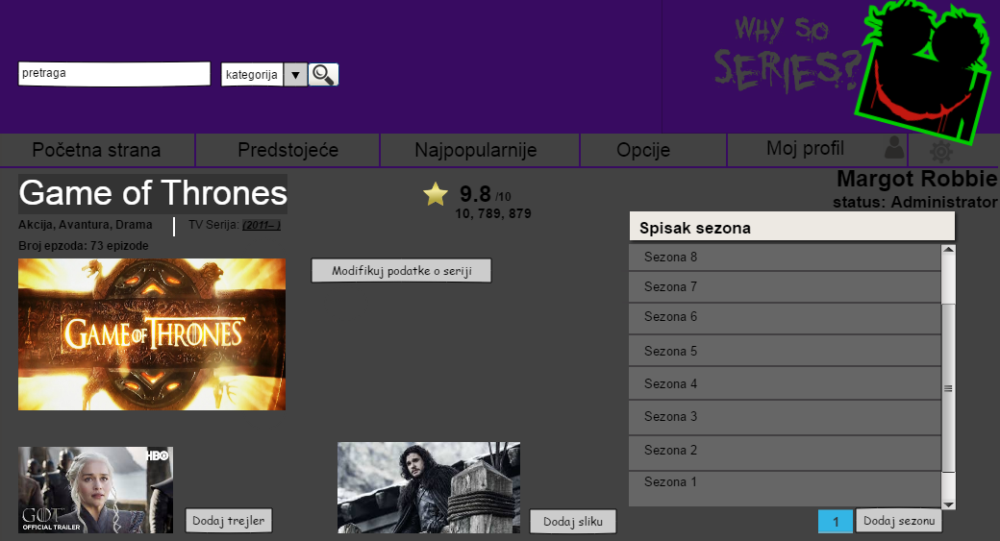 WHY SO
SERIES?
pretraga
kategorija
Početna strana
Predstojeće
Najpopularnije
Opcije
Moj profil
Game of Thrones
9.8 /10
10, 789, 879
Margot Robbie
status: Administrator
Akcija, Avantura, Drama
TV Serija: (2011– )
Broj epzoda: 73 epizode
Modifikuj podatke o seriji
GAME OF THRONES
Spisak sezona
Sezona 8
Sezona 7
Sezona 6
Sezona 5
Sezona 4
Sezona 3
Sezona 2
Sezona 1
HBO
GOT
OFFICIAL TRAILER
Dodaj trejler
Dodaj sliku
1
Dodaj sezonu